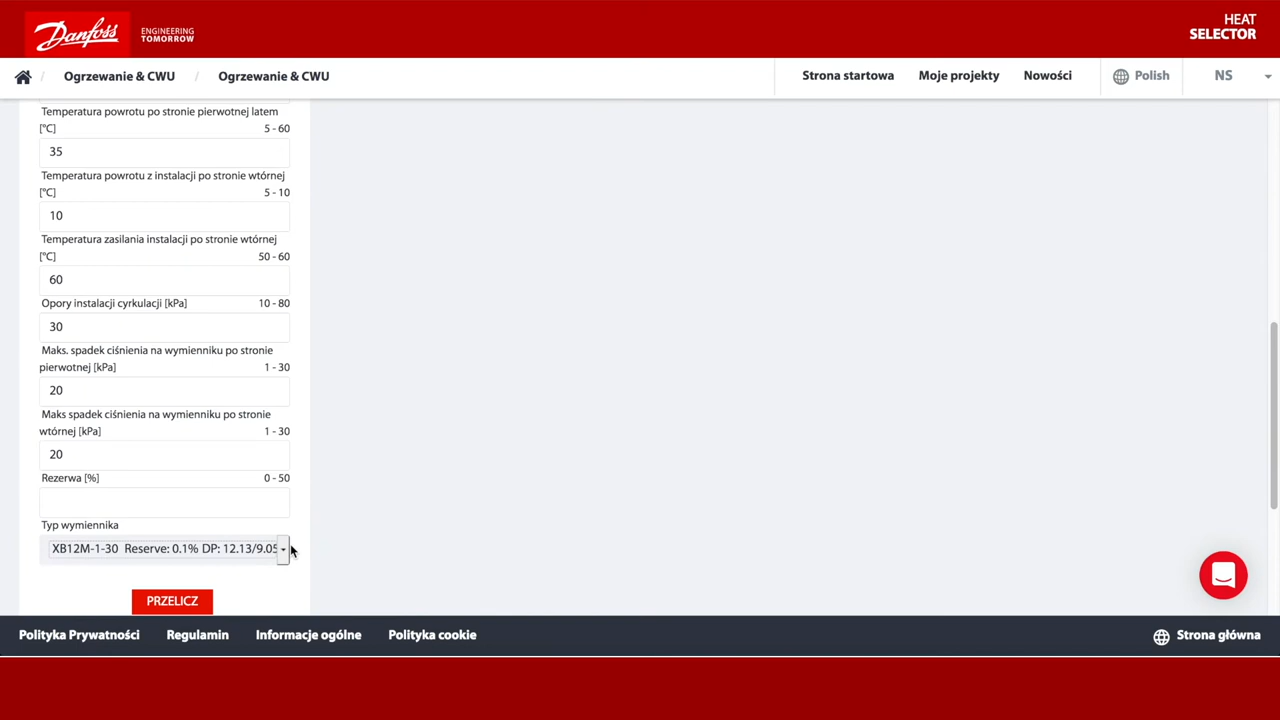 Danfoss
ENGINEERING
TOMORROW
HEAT
SELECTOR
/ Ogrzewanie & CWU / Ogrzewanie & CWU
Strona startowa Moje projekty Nowości Polish NS
Temperatura powrotu po stronie pierwotnej latem
[°C] 5 - 60
35
Temperatura powrotu z instalacji po stronie wtórnej
[°C] 5 - 10
10
Temperatura zasilania instalacji po stronie wtórnej
[°C] 50 - 60
60
Opory instalacji cyrkulacji [kPa] 10 - 80
30
Maks. spadek ciśnienia na wymienniku po stronie
pierwotnej [kPa] 1 - 30
20
Maks spadek ciśnienia na wymienniku po stronie
wtórnej [kPa] 1 - 30
20
Rezerwa [%] 0 - 50
Typ wymiennika
XB12M-1-30 Reserve: 0.1% DP: 12.13/9.05
PRZELICZ
Polityka Prywatności Regulamin Informacje ogólne Polityka cookie Strona główna